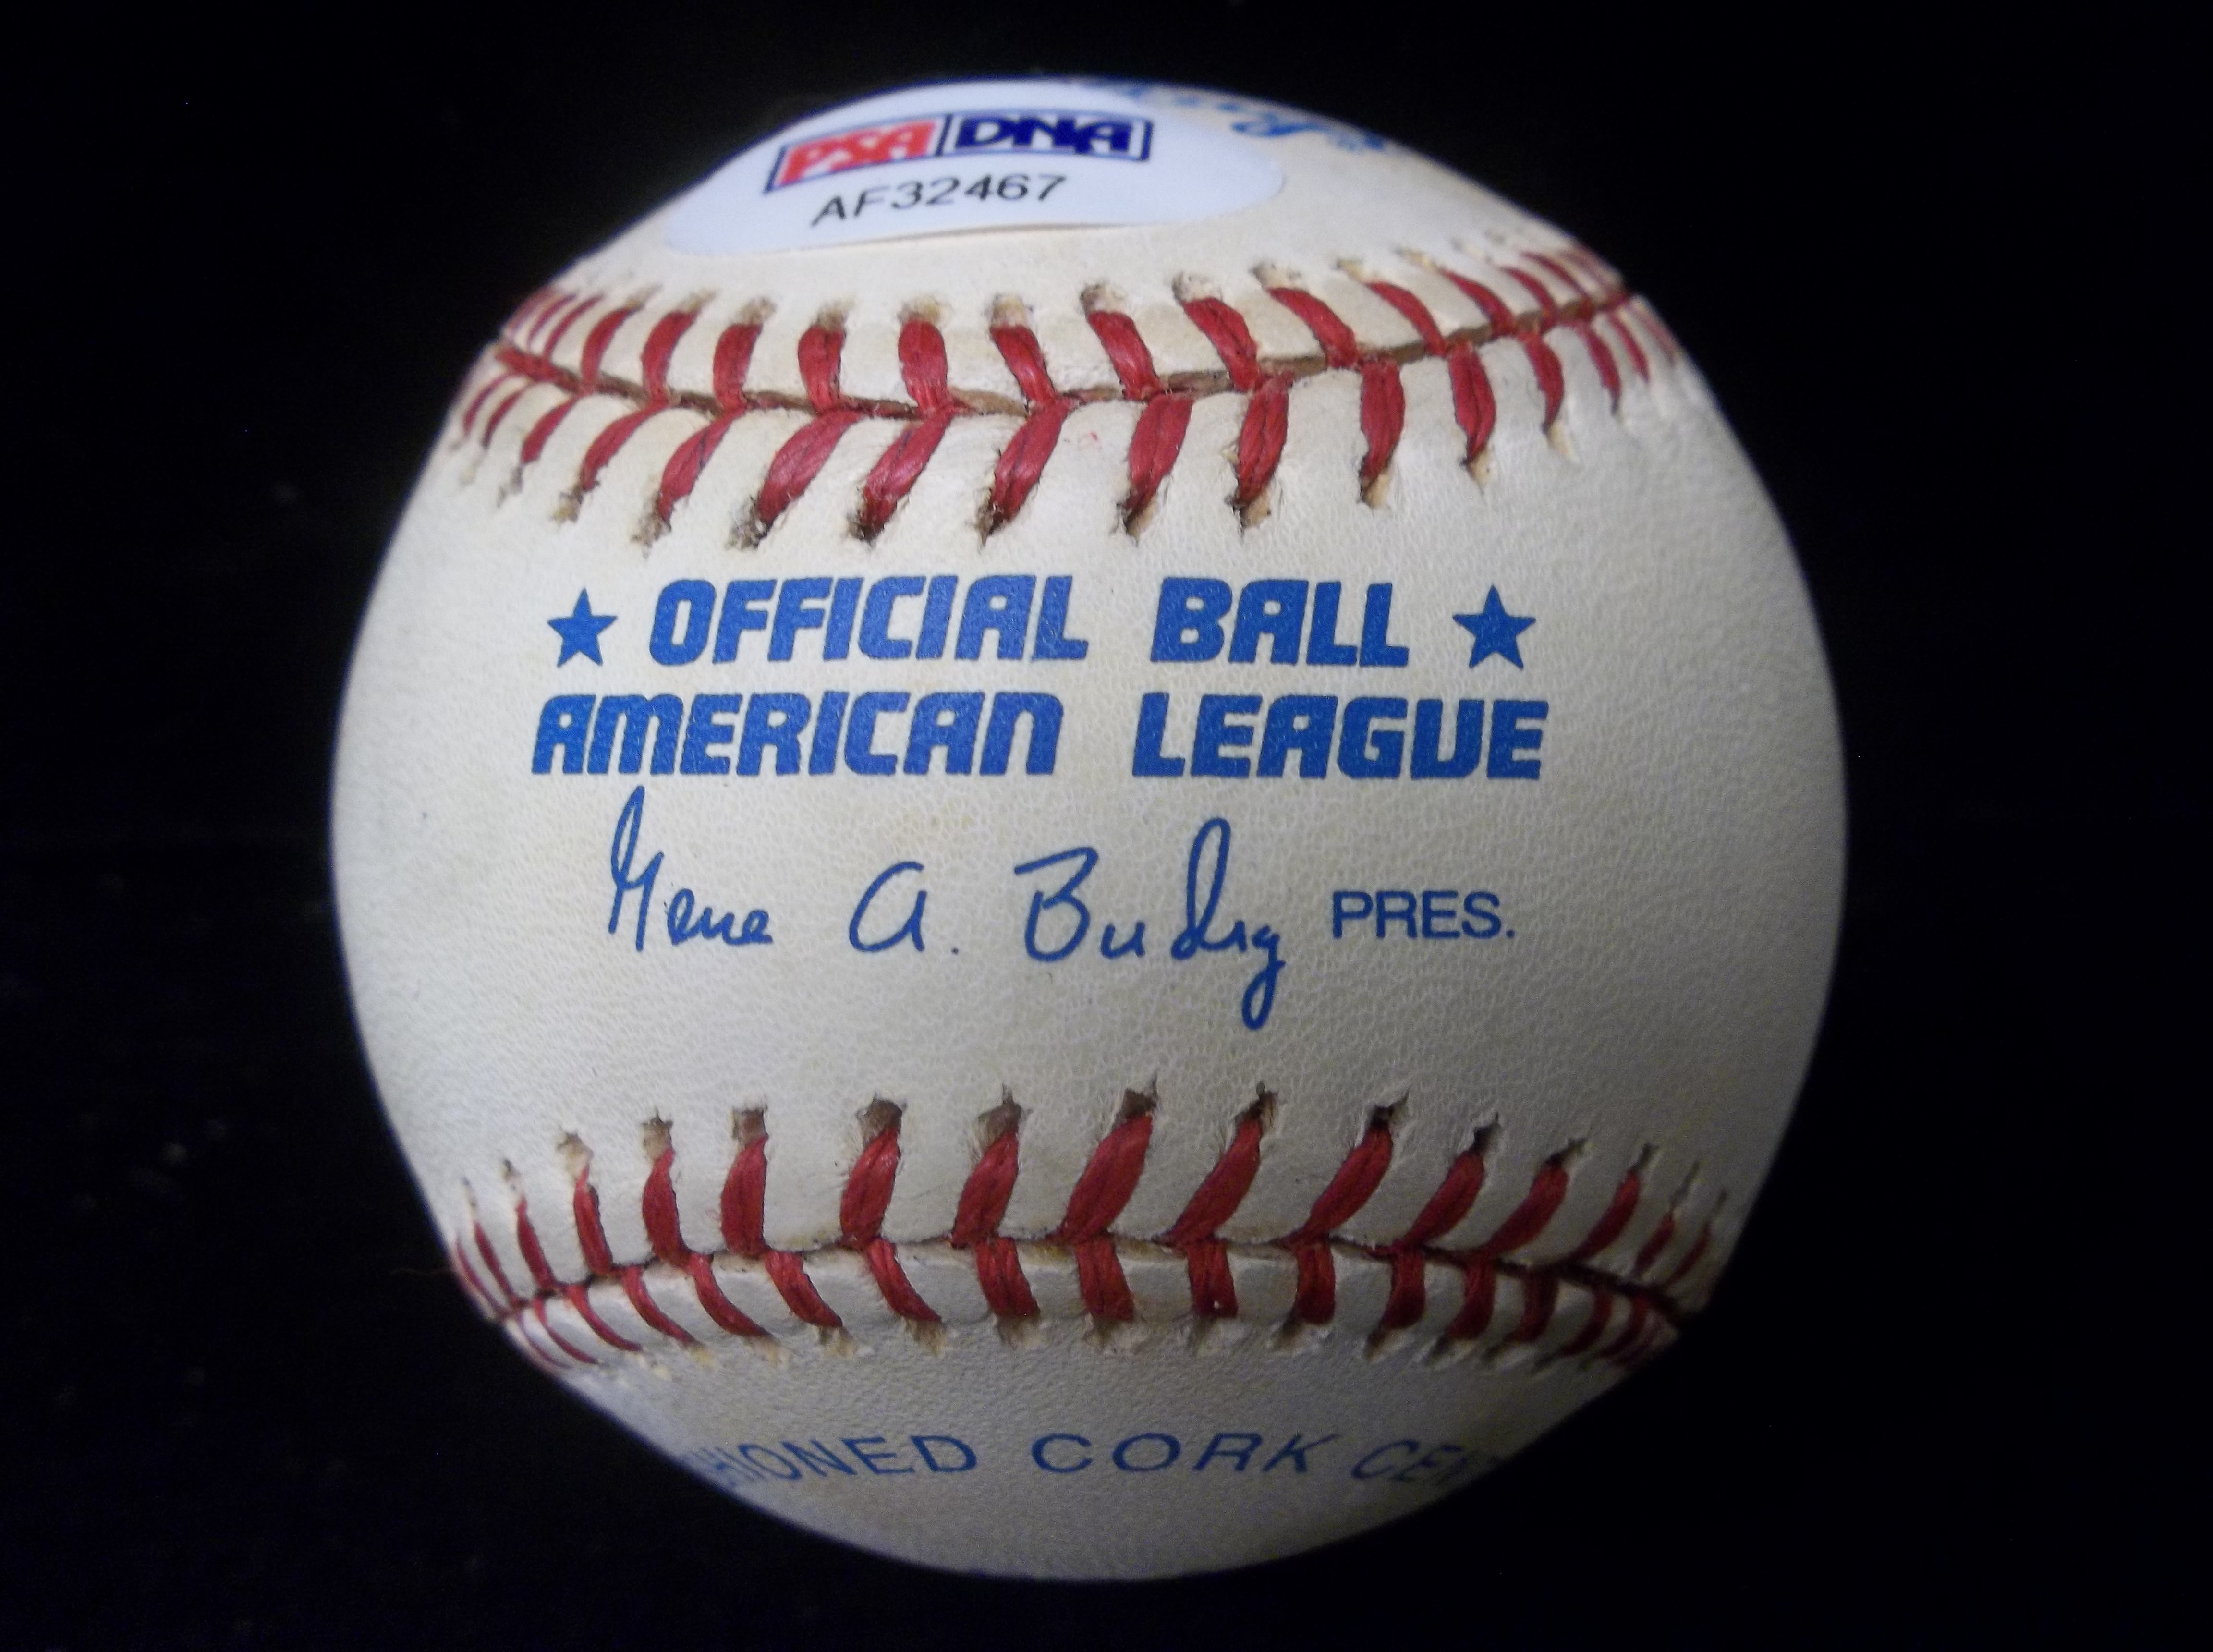 PSA DNA
AF32467
★ OFFICIAL BALL ★
AMERICAN LEAGUE
Gene A. Budig PRES.
CORK